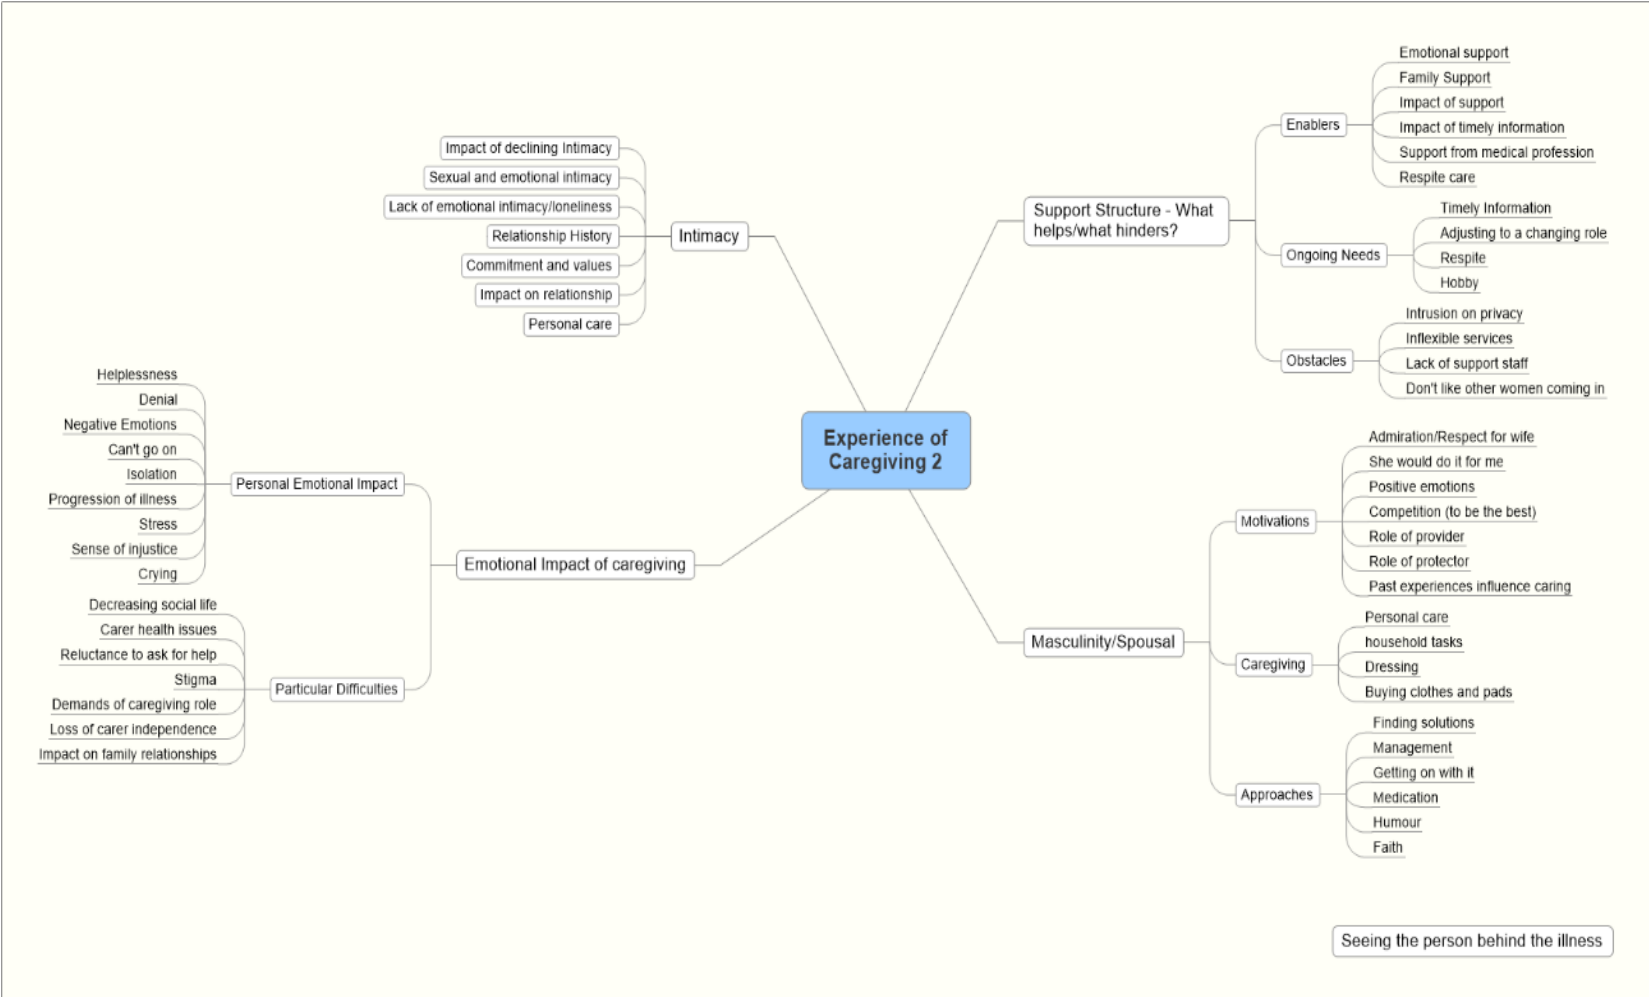 Experience of
Caregiving 2
Intimacy
Impact of declining Intimacy
Sexual and emotional intimacy
Lack of emotional intimacy/loneliness
Relationship History
Commitment and values
Impact on relationship
Personal care
Support Structure - What
helps/what hinders?
Enablers
Emotional support
Family Support
Impact of support
Impact of timely information
Support from medical profession
Respite care
Ongoing Needs
Timely Information
Adjusting to a changing role
Respite
Hobby
Obstacles
Intrusion on privacy
Inflexible services
Lack of support staff
Don't like other women coming in
Emotional Impact of caregiving
Personal Emotional Impact
Helplessness
Denial
Negative Emotions
Can't go on
Isolation
Progression of illness
Stress
Sense of injustice
Crying
Particular Difficulties
Decreasing social life
Carer health issues
Reluctance to ask for help
Stigma
Demands of caregiving role
Loss of carer independence
Impact on family relationships
Masculinity/Spousal
Motivations
Admiration/Respect for wife
She would do it for me
Positive emotions
Competition (to be the best)
Role of provider
Role of protector
Past experiences influence caring
Caregiving
Personal care
household tasks
Dressing
Buying clothes and pads
Approaches
Finding solutions
Management
Getting on with it
Medication
Humour
Faith
Seeing the person behind the illness